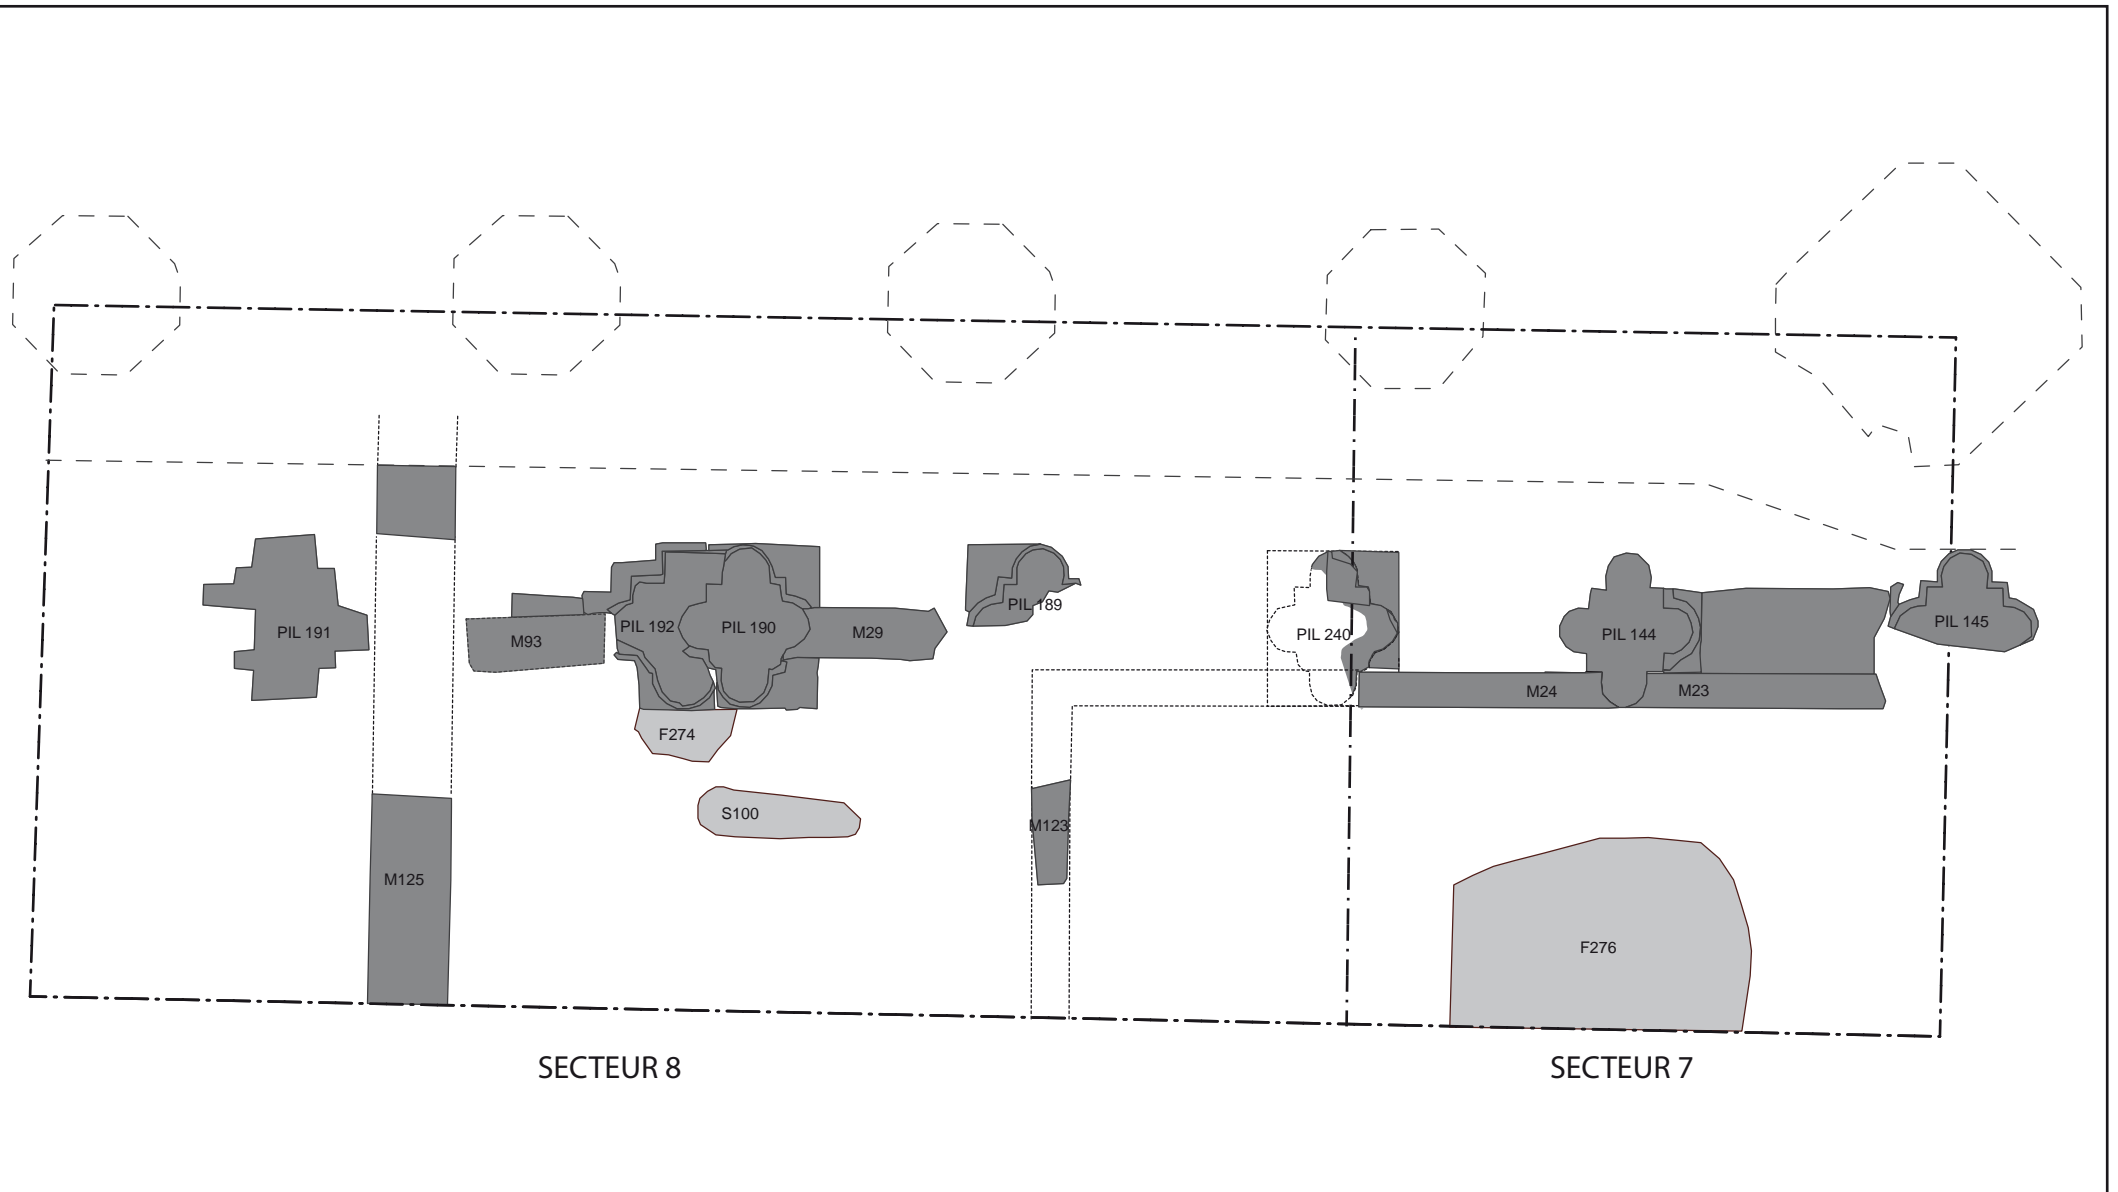 PIL 191
M93
PIL 192
PIL 190
M29
PIL 189
PIL 240
PIL 144
PIL 145
M24
M23
F274
S100
M123
M125
F276
SECTEUR 8
SECTEUR 7